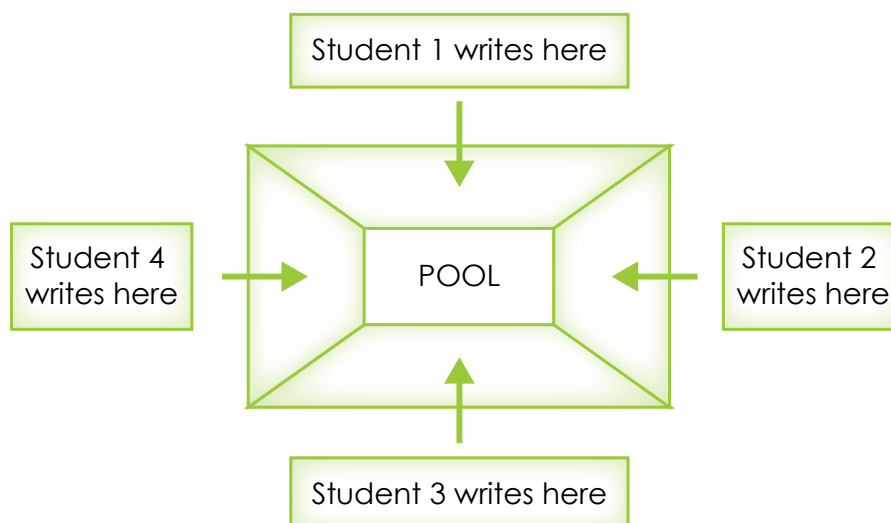 Student 1 writes here
Student 4
writes here
POOL
Student 2
writes here
Student 3 writes here